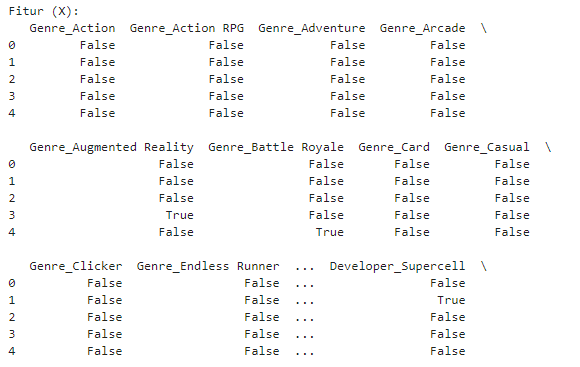 Fitur (X):
Genre_Action Genre_Action RPG Genre_Adventure Genre_Arcade \
0 False False False False
1 False False False False
2 False False False False
3 False False False False
4 False False False False
Genre_Augmented Reality Genre_Battle Royale Genre_Card Genre_Casual \
0 False False False False
1 False False False False
2 False False False False
3 True False False False
4 False True False False
Genre_Clicker Genre_Endless Runner ... Developer_Supercell \
0 False False ... False
1 False False ... True
2 False False ... False
3 False False ... False
4 False False ... False